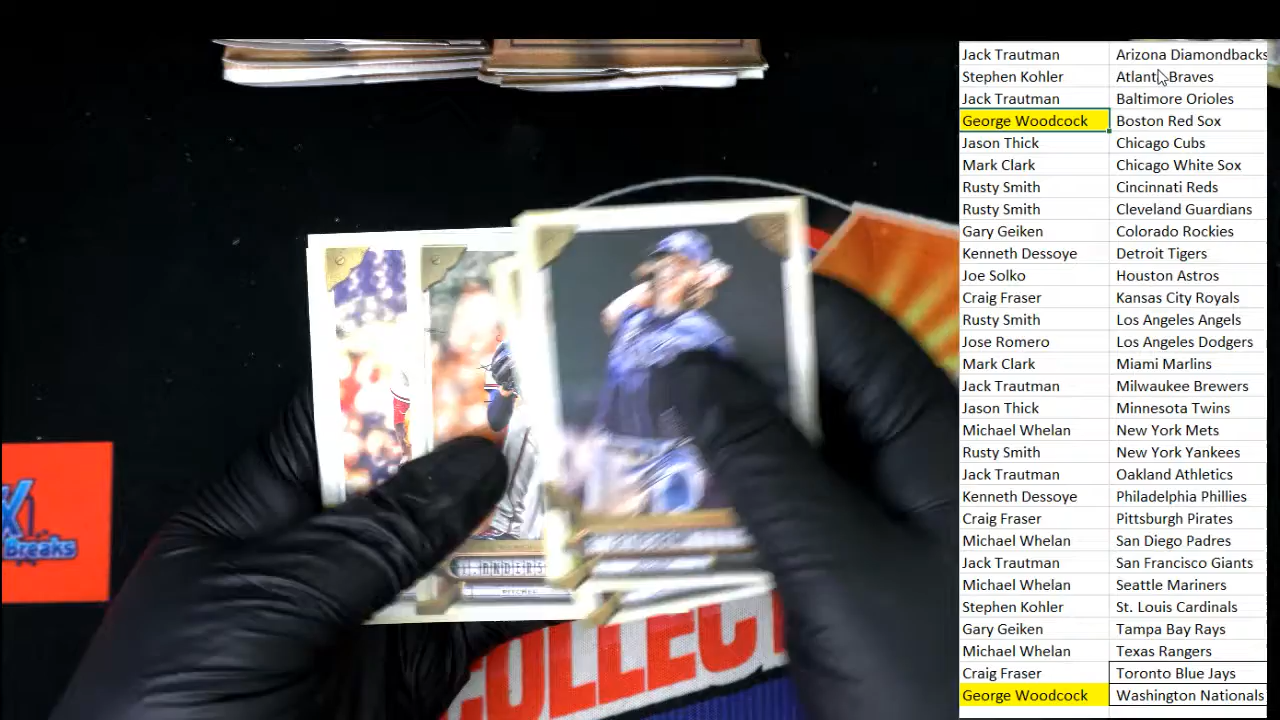 Jack Trautman Arizona Diamondbacks
Stephen Kohler Atlanta Braves
Jack Trautman Baltimore Orioles
George Woodcock Boston Red Sox
Jason Thick Chicago Cubs
Mark Clark Chicago White Sox
Rusty Smith Cincinnati Reds
Rusty Smith Cleveland Guardians
Gary Geiken Colorado Rockies
Kenneth Dessoye Detroit Tigers
Joe Solko Houston Astros
Craig Fraser Kansas City Royals
Rusty Smith Los Angeles Angels
Jose Romero Los Angeles Dodgers
Mark Clark Miami Marlins
Jack Trautman Milwaukee Brewers
Jason Thick Minnesota Twins
Michael Whelan New York Mets
Rusty Smith New York Yankees
Jack Trautman Oakland Athletics
Kenneth Dessoye Philadelphia Phillies
Craig Fraser Pittsburgh Pirates
Michael Whelan San Diego Padres
Jack Trautman San Francisco Giants
Michael Whelan Seattle Mariners
Stephen Kohler St. Louis Cardinals
Gary Geiken Tampa Bay Rays
Michael Whelan Texas Rangers
Craig Fraser Toronto Blue Jays
George Woodcock Washington Nationals
X
Breaks
PITCHER
COLLECT